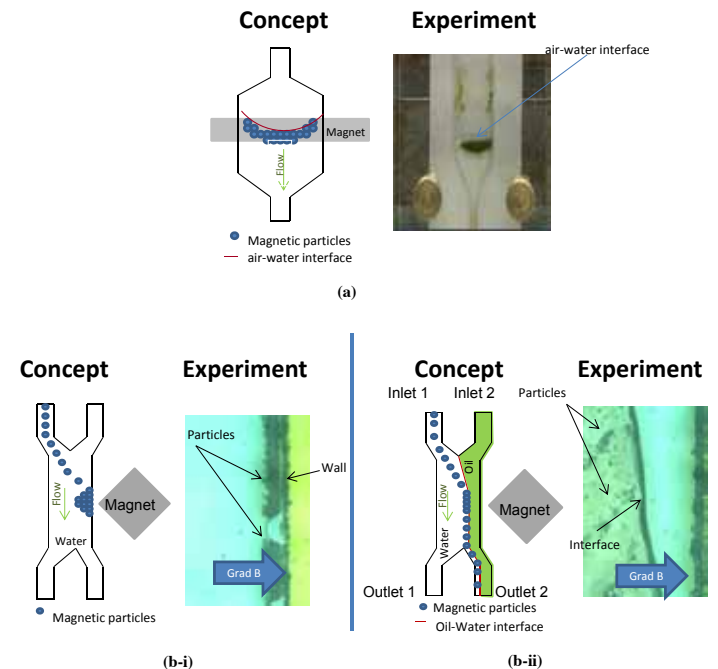 Concept
Experiment
air-water interface
Magnet
Flow
Magnetic particles
air-water interface
(a)
Concept
Experiment
Particles
Wall
Magnet
Flow
Water
Grad B
Magnetic particles
(b-i)
Concept
Experiment
Inlet 1
Inlet 2
Particles
Oil
Magnet
Flow
Water
Interface
Grad B
Outlet 1
Outlet 2
Magnetic particles
Oil-Water interface
(b-ii)